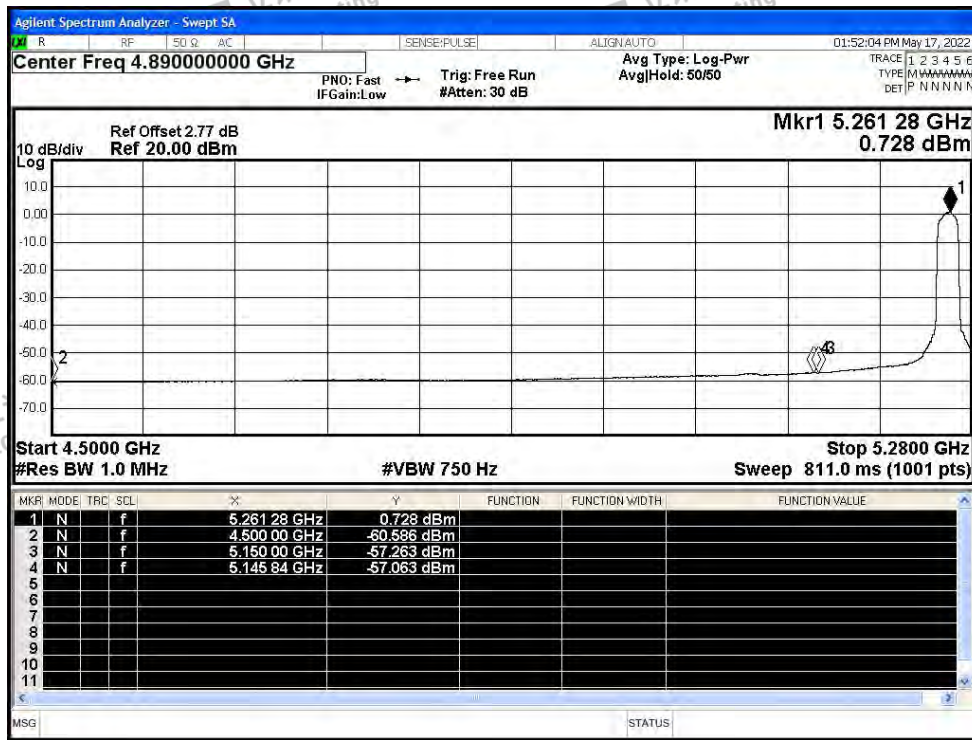 Agilent Spectrum Analyzer - Swept SA
LXI R RF 50 Ω AC SENSE:PULSE ALIGNAUTO 01:52:04 PM May 17, 2022
Center Freq 4.890000000 GHz Avg Type: Log-Pwr TRACE 1 2 3 4 5 6
PNO: Fast Trig: Free Run Avg|Hold: 50/50 TYPE M WWWWW
IFGain:Low #Atten: 30 dB DET P N N N N N
Mkr1 5.261 28 GHz
Ref Offset 2.77 dB 0.728 dBm
10 dB/div Ref 20.00 dBm
Log
10.0 1
0.00
-10.0
-20.0
-30.0
-40.0
-50.0 2 43
-60.0
-70.0
Start 4.5000 GHz Stop 5.2800 GHz
#Res BW 1.0 MHz #VBW 750 Hz Sweep 811.0 ms (1001 pts)
MKR MODE TRC SCL X Y FUNCTION FUNCTION WIDTH FUNCTION VALUE
1 N f 5.261 28 GHz 0.728 dBm
2 N f 4.500 00 GHz -60.586 dBm
3 N f 5.150 00 GHz -57.263 dBm
4 N f 5.145 84 GHz -57.063 dBm
5
6
7
8
9
10
11
MSG STATUS